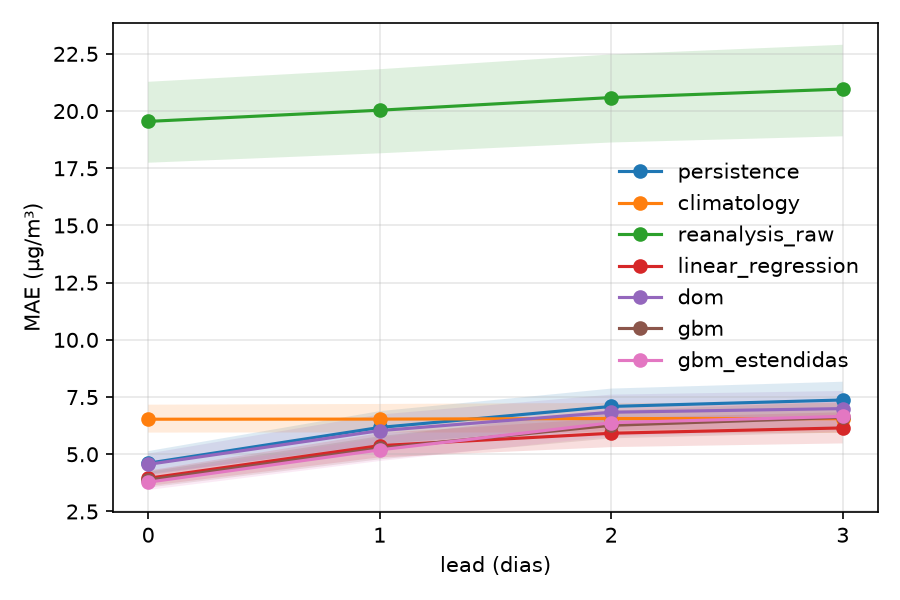 22.5
20.0
17.5
15.0
12.5
10.0
7.5
5.0
2.5
MAE (µg/m³)
persistence
climatology
reanalysis_raw
linear_regression
dom
gbm
gbm_estendidas
0 1 2 3
lead (dias)